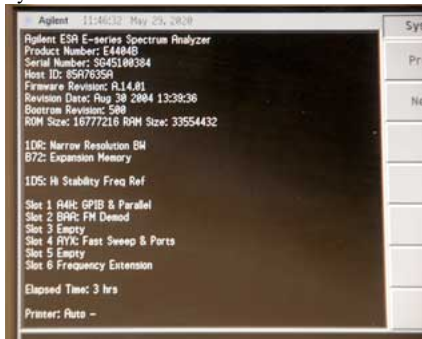 Agilent 11:46:32 May 29, 2020
Agilent ESA E-series Spectrum Analyzer
Product Number: E4404B
Serial Number: SG45100384
Host ID: 85A7635A
Firmware Revision: A.14.01
Revision Date: Aug 30 2004 13:39:36
Bootrom Revision: 500
ROM Size: 16777216 RAM Size: 33554432
1DR: Narrow Resolution BW
B72: Expansion Memory
1D5: Hi Stability Freq Ref
Slot 1 A4H: GPIB & Parallel
Slot 2 BAA: FM Demod
Slot 3 Empty
Slot 4 AYX: Fast Sweep & Ports
Slot 5 Empty
Slot 6 Frequency Extension
Elapsed Time: 3 hrs
Printer: Auto -
Sy
Pr
Ne